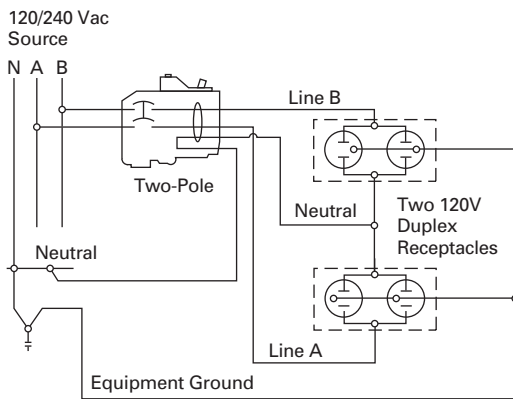 120/240 Vac
Source
N A B
Line B
Two-Pole
Neutral
Two 120V
Duplex
Receptacles
Neutral
Line A
Equipment Ground